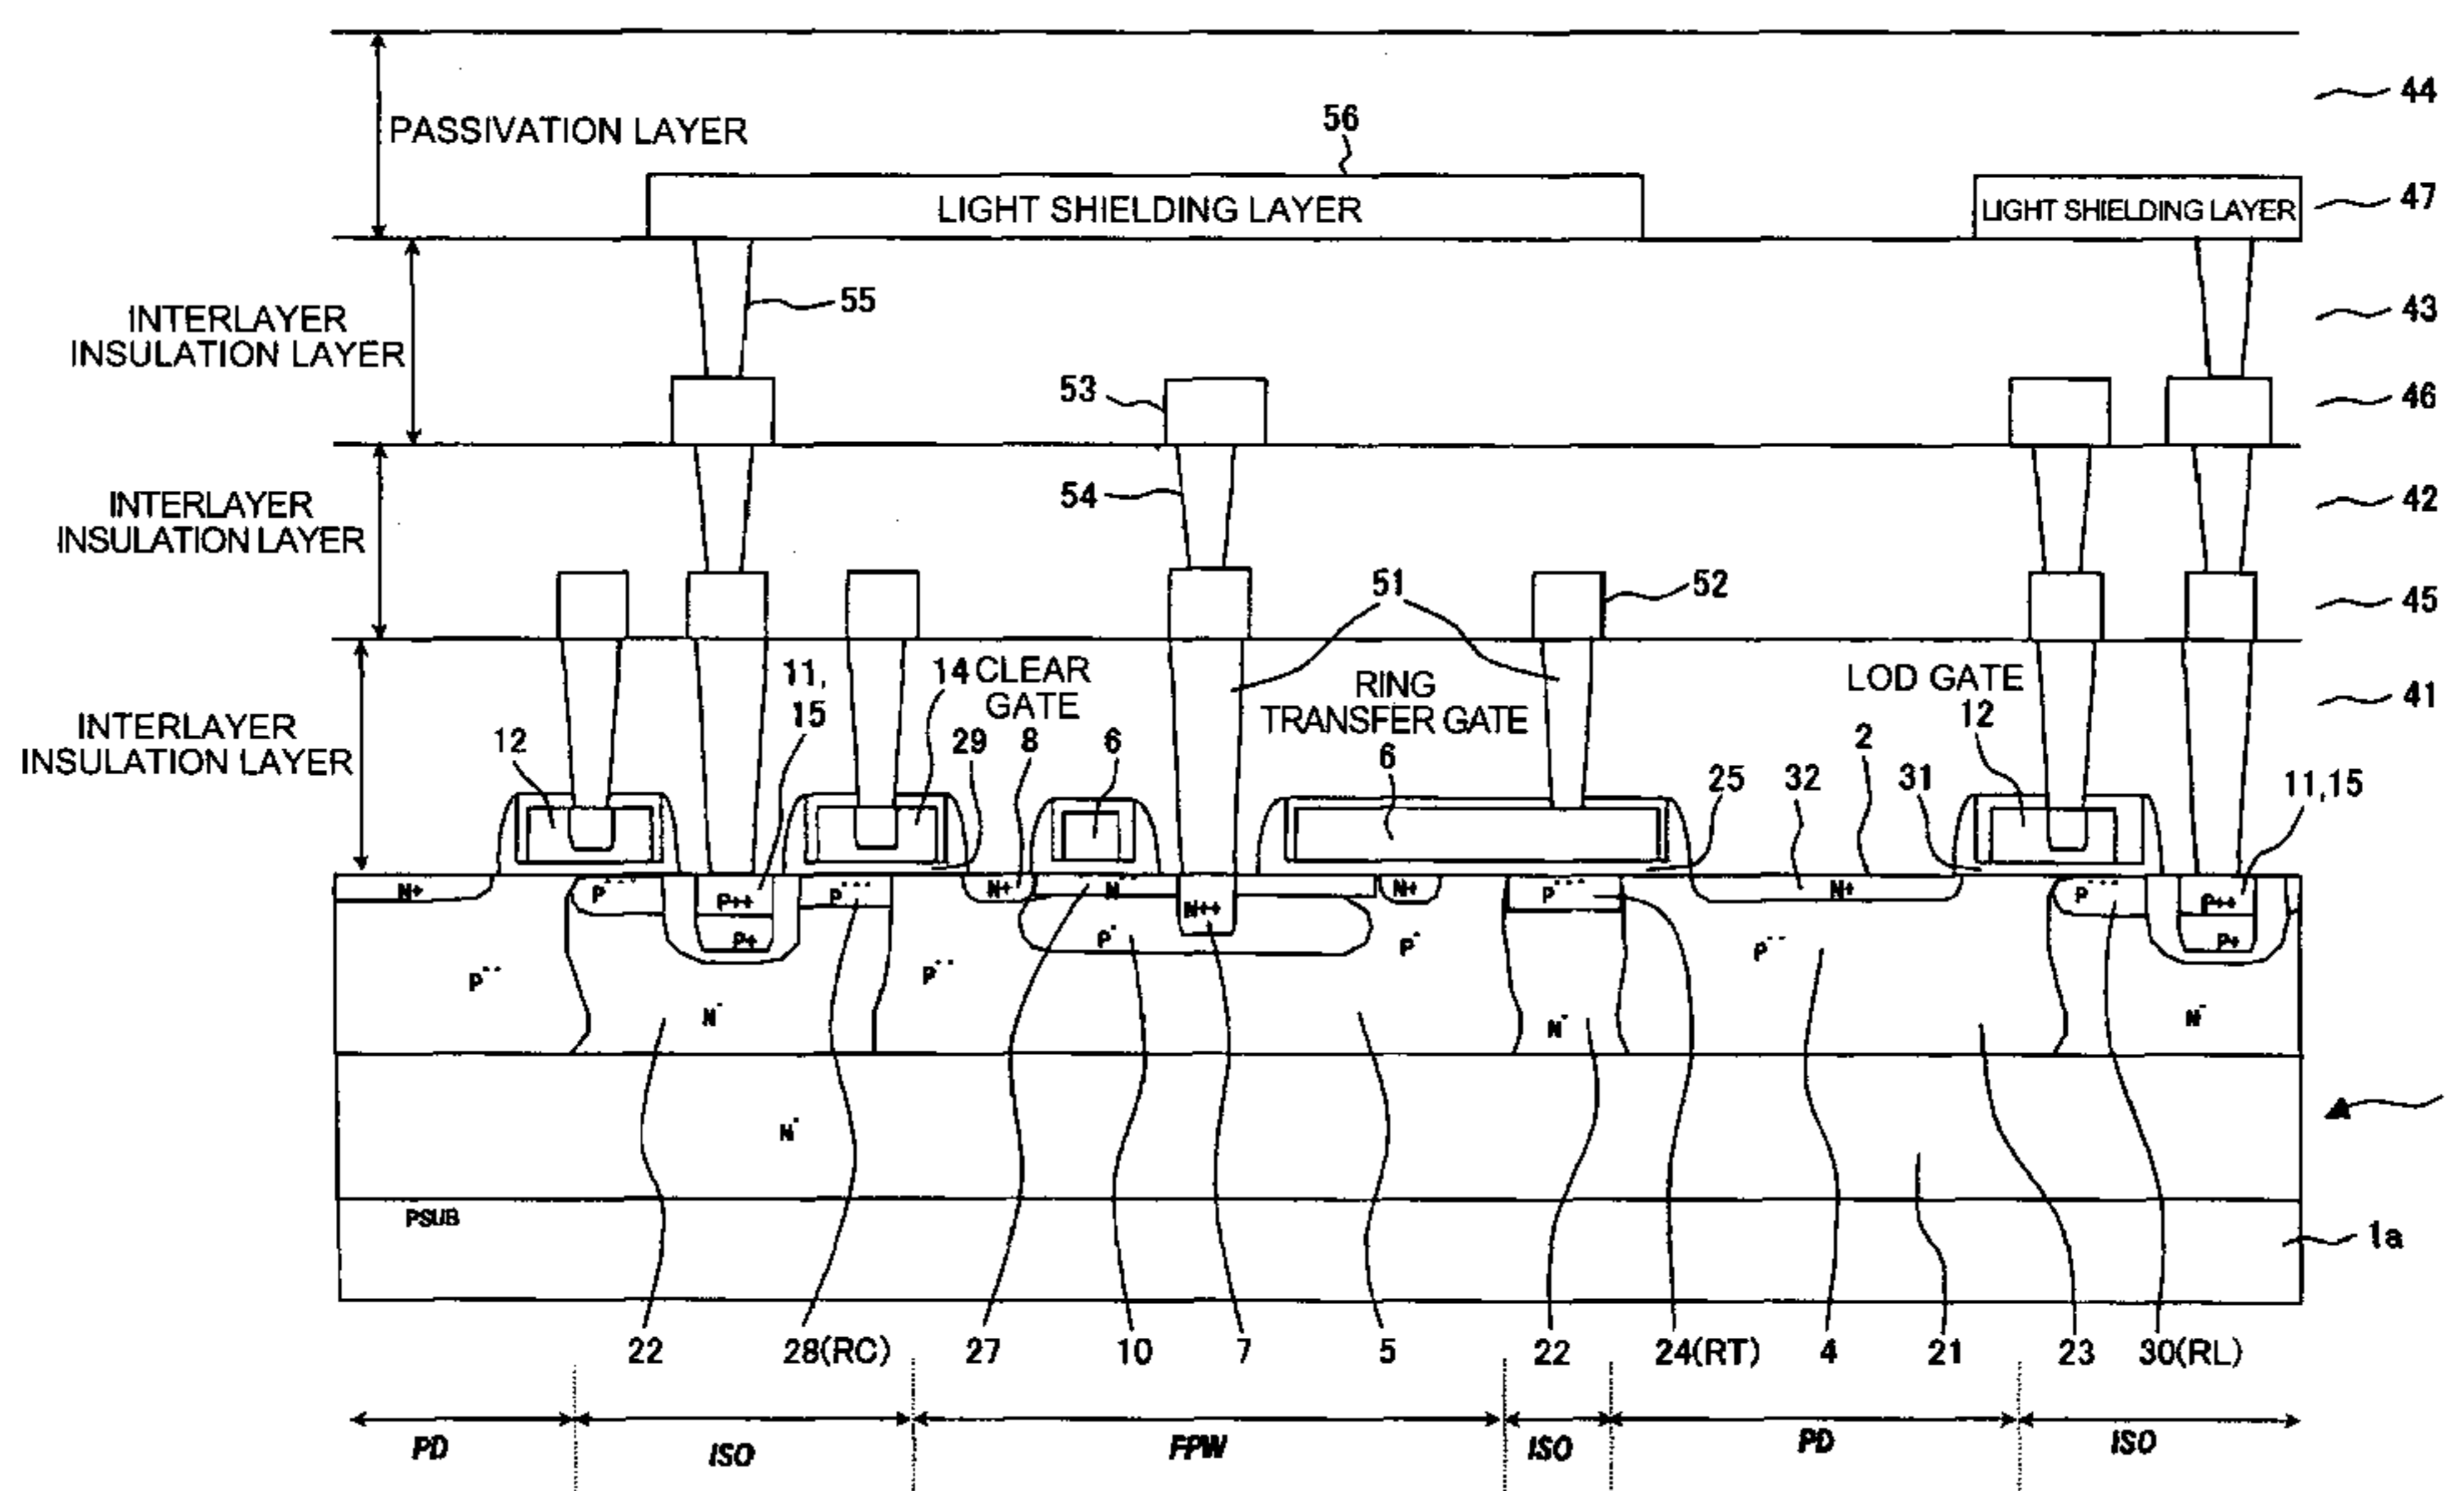 44
PASSIVATION LAYER
56
LIGHT SHIELDING LAYER
LIGHT SHIELDING LAYER
47
INTERLAYER
INSULATION LAYER
55
43
53
46
INTERLAYER
INSULATION LAYER
54
42
51
52
45
INTERLAYER
INSULATION LAYER
11,
15
14 CLEAR
GATE
RING
TRANSFER GATE
LOD GATE
12
41
12
29
8
6
6
25
32
2
31
11,15
N+
P---
P++
P+
P---
N+
N++
N+
P---
N+
P---
P++
P+
P--
N-
P--
P-
P-
N-
P--
N-
N-
PSUB
1a
22
28(RC)
27
10
7
5
22
24(RT)
4
21
23
30(RL)
PD
ISO
FPW
ISO
PD
ISO